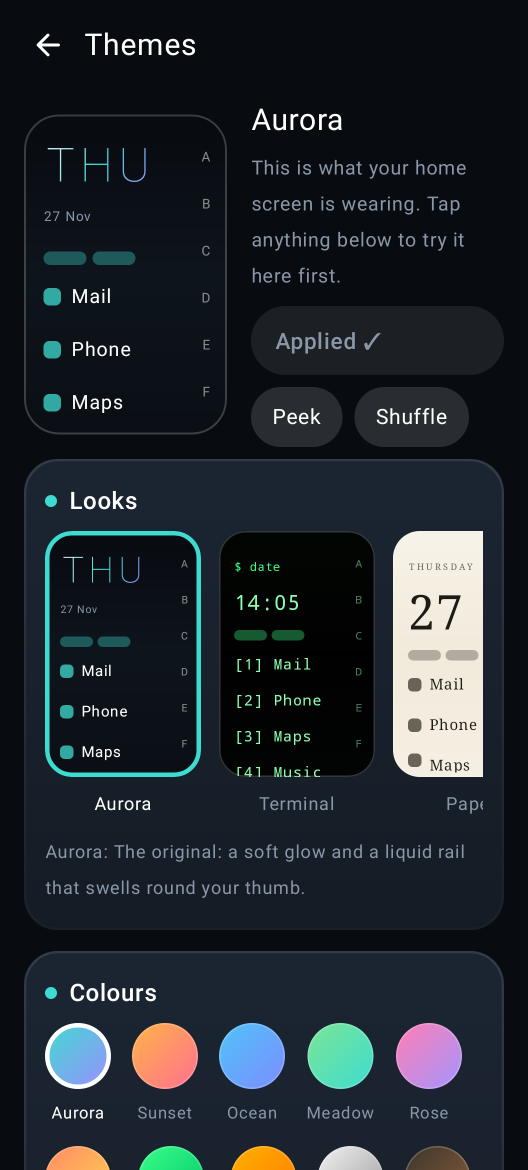 Themes
THU
27 Nov
Mail
Phone
Maps
A
B
C
D
E
F
Aurora
This is what your home
screen is wearing. Tap
anything below to try it
here first.
Applied ✓
Peek
Shuffle
Looks
THU
27 Nov
Mail
Phone
Maps
A
B
C
D
E
F
Aurora
$ date
14:05
[1] Mail
[2] Phone
[3] Maps
[4] Music
A
B
C
D
E
F
Terminal
THURSDAY
27
Mail
Phone
Maps
Aurora: The original: a soft glow and a liquid rail
that swells round your thumb.
Colours
Aurora
Sunset
Ocean
Meadow
Rose